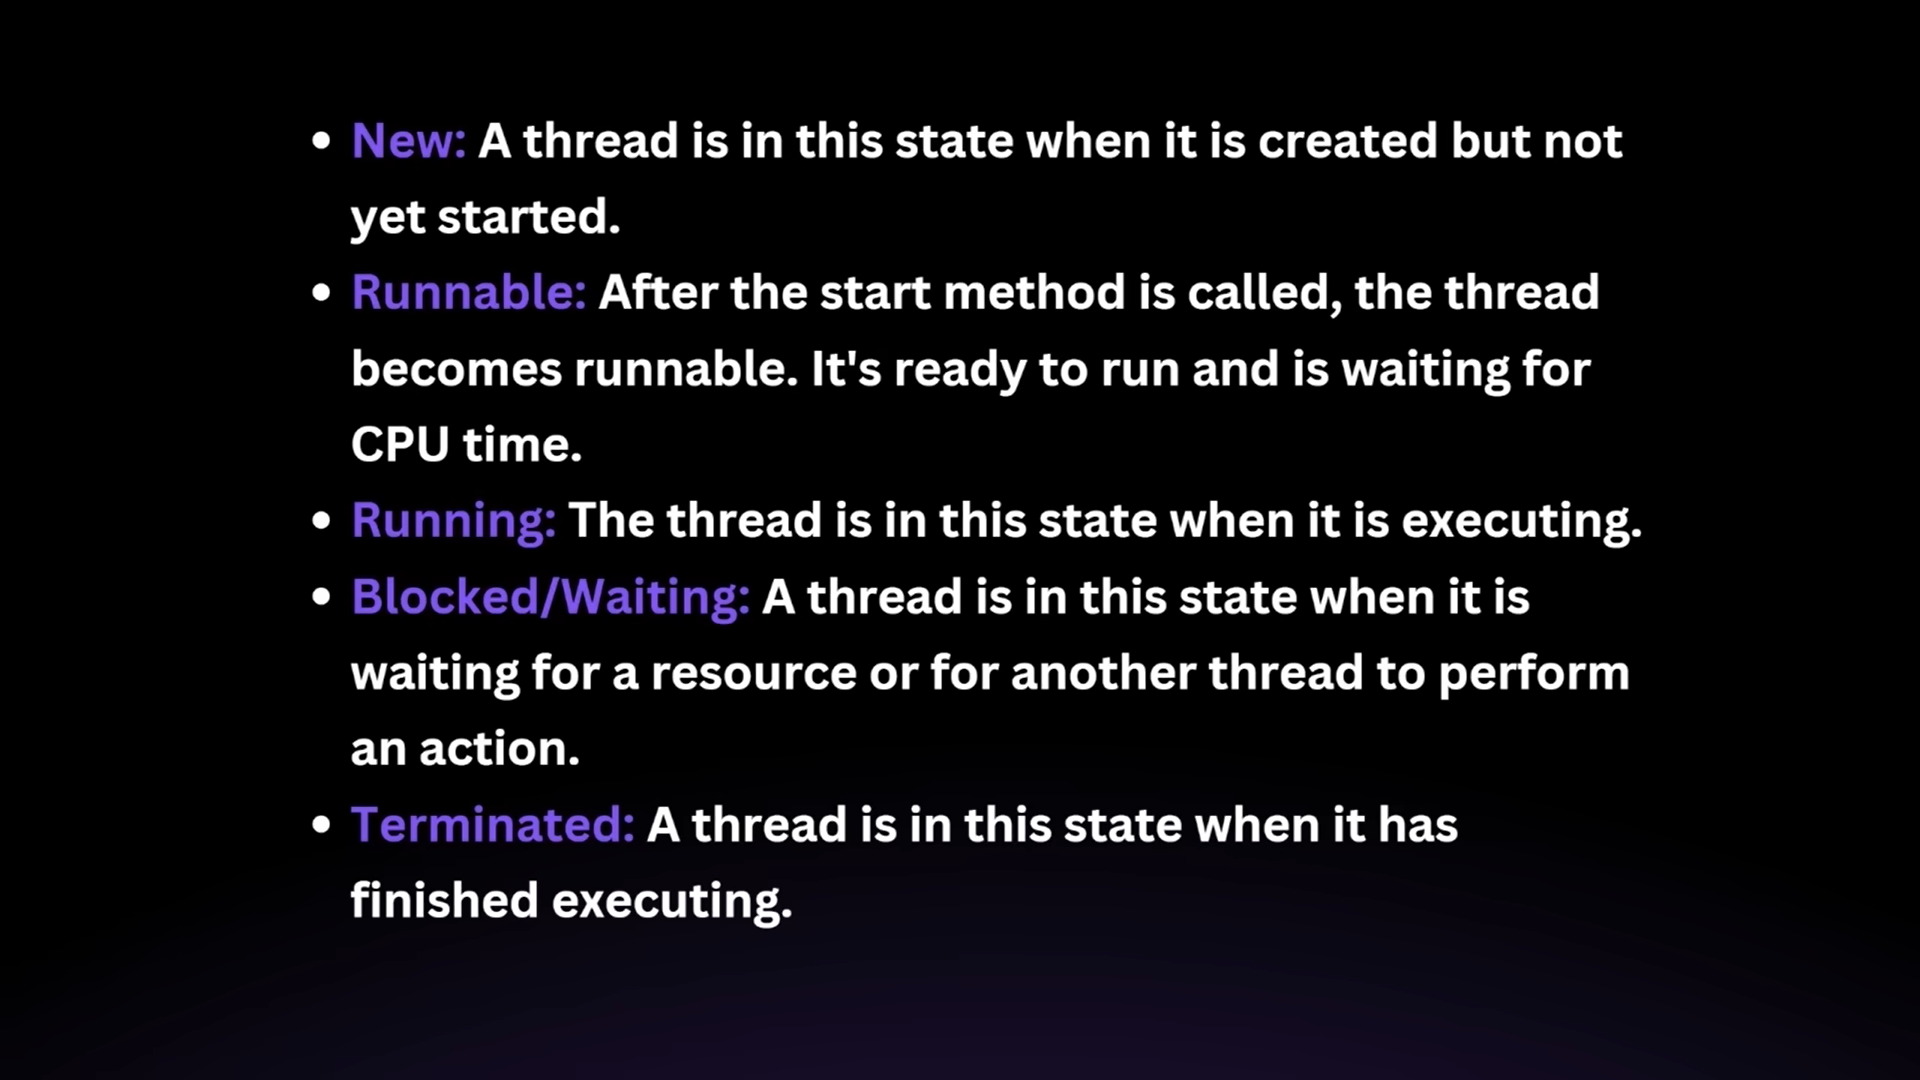 • New: A thread is in this state when it is created but not
yet started.
• Runnable: After the start method is called, the thread
becomes runnable. It's ready to run and is waiting for
CPU time.
• Running: The thread is in this state when it is executing.
• Blocked/Waiting: A thread is in this state when it is
waiting for a resource or for another thread to perform
an action.
• Terminated: A thread is in this state when it has
finished executing.